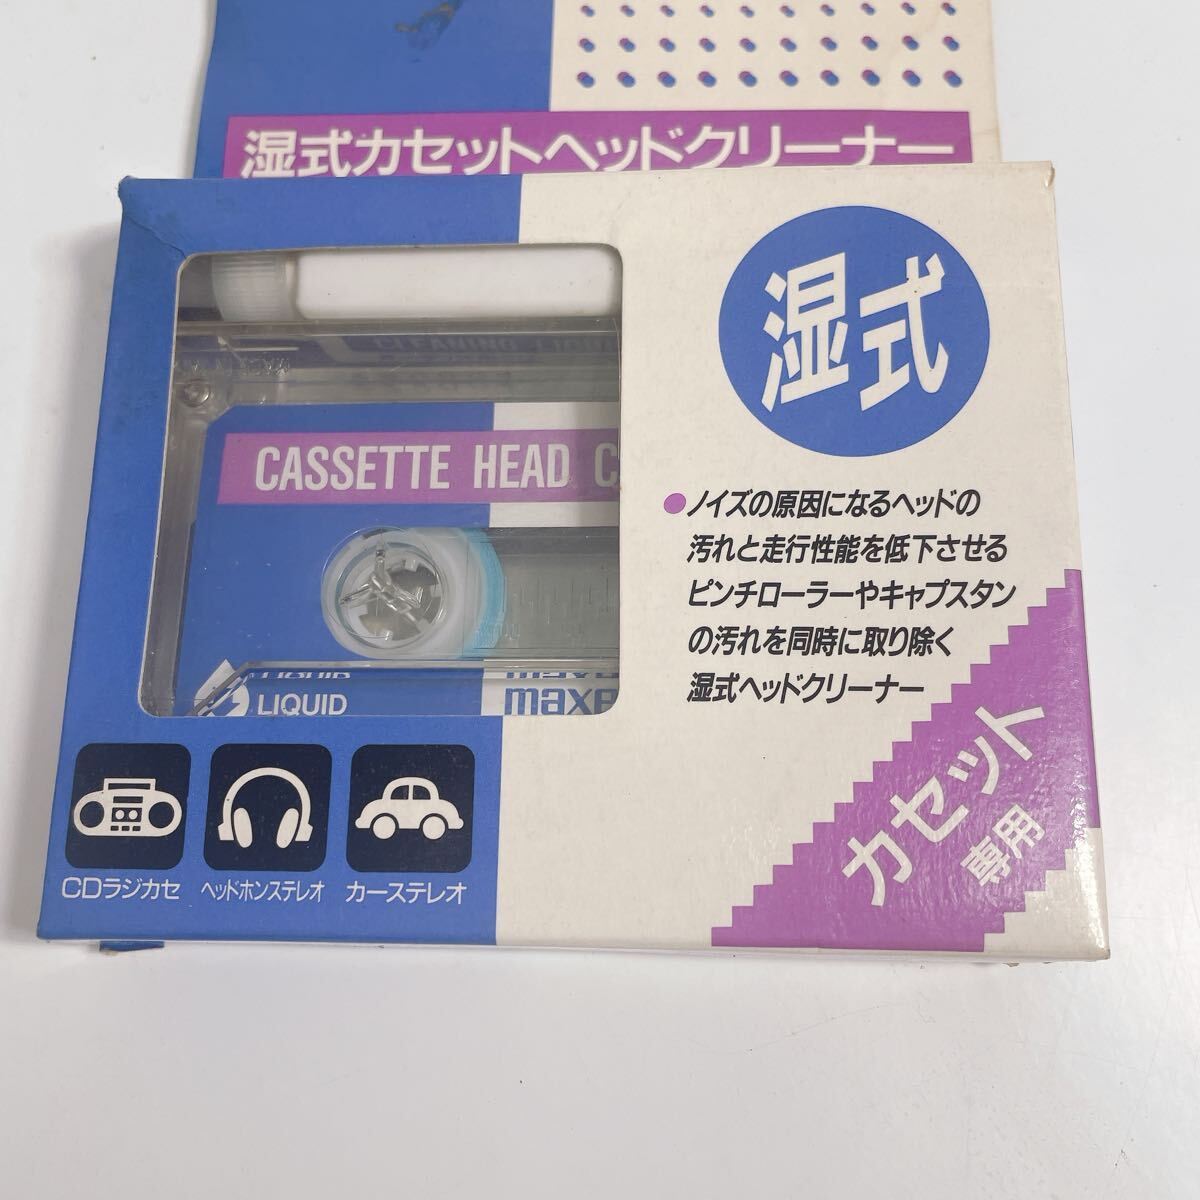 湿式カセットヘッドクリーナー
湿式
CLEANING LIQUI
CASSETTE HEAD C
LIQUID
maxe
●ノイズの原因になるヘッドの
汚れと走行性能を低下させる
ピンチローラーやキャプスタン
の汚れを同時に取り除く
湿式ヘッドクリーナー
カセット
専用
CDラジカセ
ヘッドホンステレオ
カーステレオ